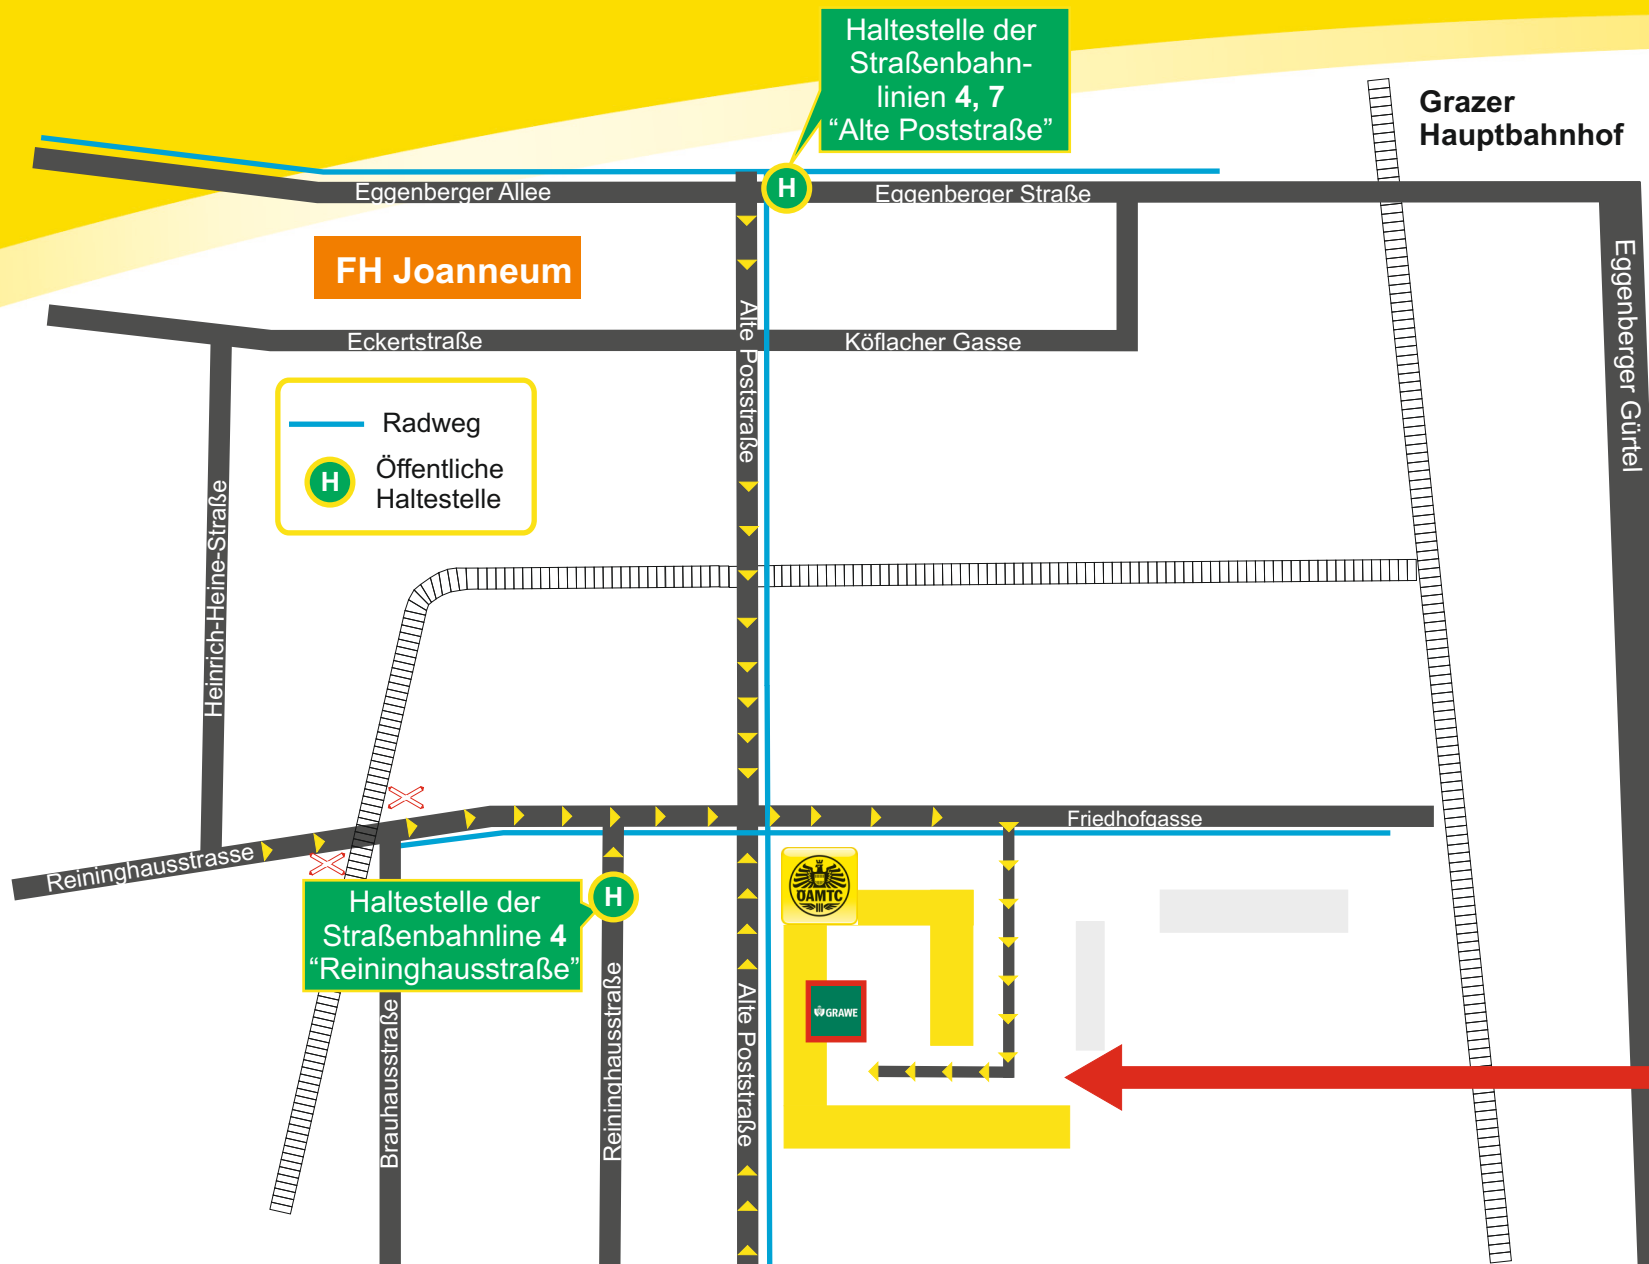 Haltestelle der
Straßenbahn-
linien 4, 7
“Alte Poststraße”
Grazer
Hauptbahnhof
H
Eggenberger Allee
Eggenberger Straße
FH Joanneum
Eggenberger Gürtel
Alte Poststraße
Eckertstraße
Köflacher Gasse
Radweg
H
Öffentliche
Haltestelle
Heinrich-Heine-Straße
Friedhofgasse
Reininghausstrasse
Haltestelle der
Straßenbahnline 4
“Reininghausstraße”
H
ÖAMTC
GRAWE
Brauhausstraße
Reininghausstraße
Alte Poststraße